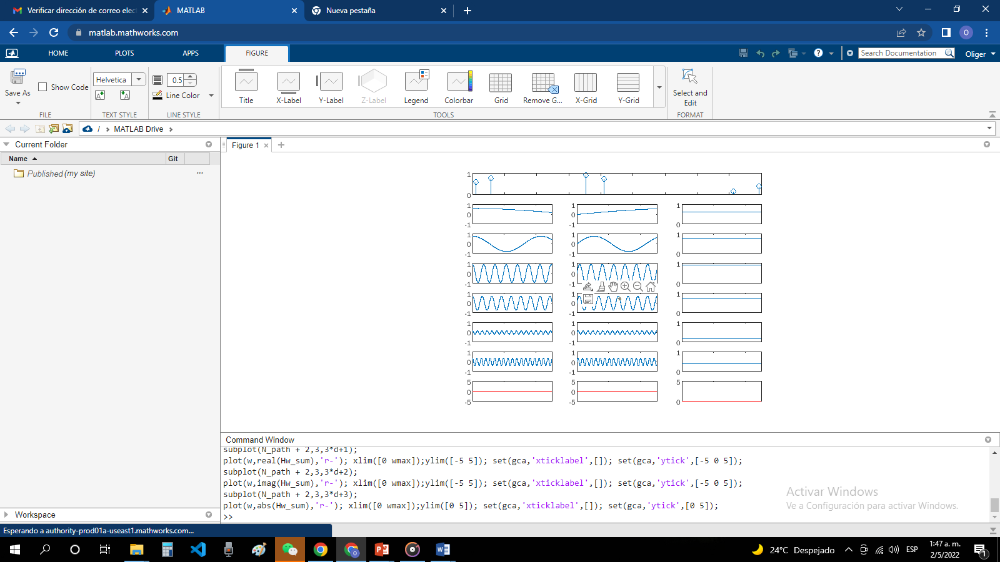 Verificar dirección de correo elec
MATLAB
Nueva pestaña
matlab.mathworks.com
O
HOME
PLOTS
APPS
FIGURE
Search Documentation
Oliger
Save As
Show Code
FILE
Helvetica
A
A
TEXT STYLE
0.5
Line Color
LINE STYLE
Title
X-Label
Y-Label
Z-Label
Legend
Colorbar
Grid
Remove G...
X-Grid
Y-Grid
TOOLS
Select and
Edit
FORMAT
/
MATLAB Drive
Current Folder
Name
Git
Published (my site)
Workspace
Figure 1
1
0
1
0
-1
1
0
-1
1
0
1
0
-1
1
0
-1
1
0
1
0
-1
1
0
-1
1
0
1
0
-1
1
0
-1
1
0
1
0
-1
1
0
-1
1
0
1
0
-1
1
0
-1
1
0
5
0
-5
5
0
-5
5
0
Command Window
subplot(N_path + 2,3,3*d+1);
plot(w,real(Hw_sum),'r-'); xlim([0 wmax]);ylim([-5 5]); set(gca,'xticklabel',[]); set(gca,'ytick',[-5 0 5]);
subplot(N_path + 2,3,3*d+2);
plot(w,imag(Hw_sum),'r-'); xlim([0 wmax]);ylim([-5 5]); set(gca,'xticklabel',[]); set(gca,'ytick',[-5 0 5]);
subplot(N_path + 2,3,3*d+3);
plot(w,abs(Hw_sum),'r-'); xlim([0 wmax]);ylim([0 5]); set(gca,'xticklabel',[]); set(gca,'ytick',[0 5]);
>>
Activar Windows
Ve a Configuración para activar Windows.
Esperando a authority-prod01a-useast1.mathworks.com...
24°C Despejado
ESP
1:47 a. m.
2/5/2022
1